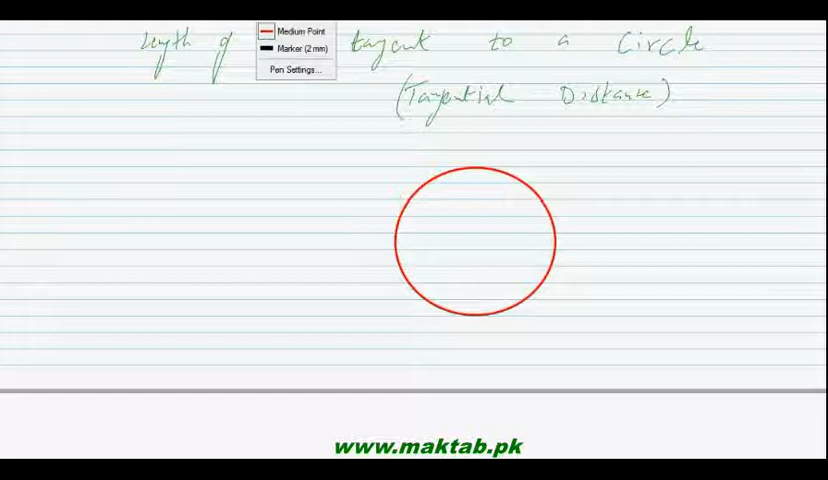 Length of tangent to a Circle
Medium Point
Marker (2 mm)
Pen Settings...
(Tangential Distance)
www.maktab.pk